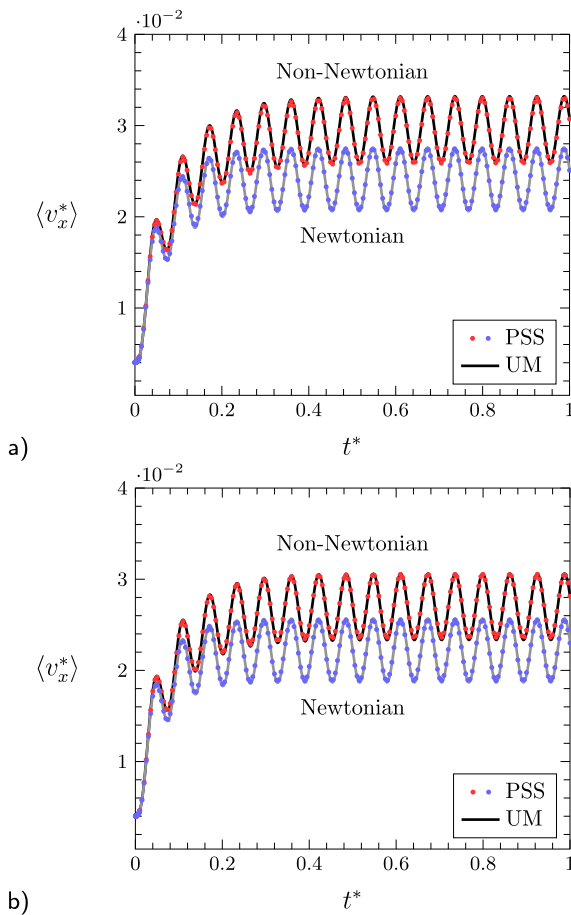 ·10⁻²
4
3
2
1
⟨v*ₓ⟩
Non-Newtonian
Newtonian
PSS
UM
0 0.2 0.4 0.6 0.8 1
a) t*
·10⁻²
4
3
2
1
⟨v*ₓ⟩
Non-Newtonian
Newtonian
PSS
UM
0 0.2 0.4 0.6 0.8 1
b) t*